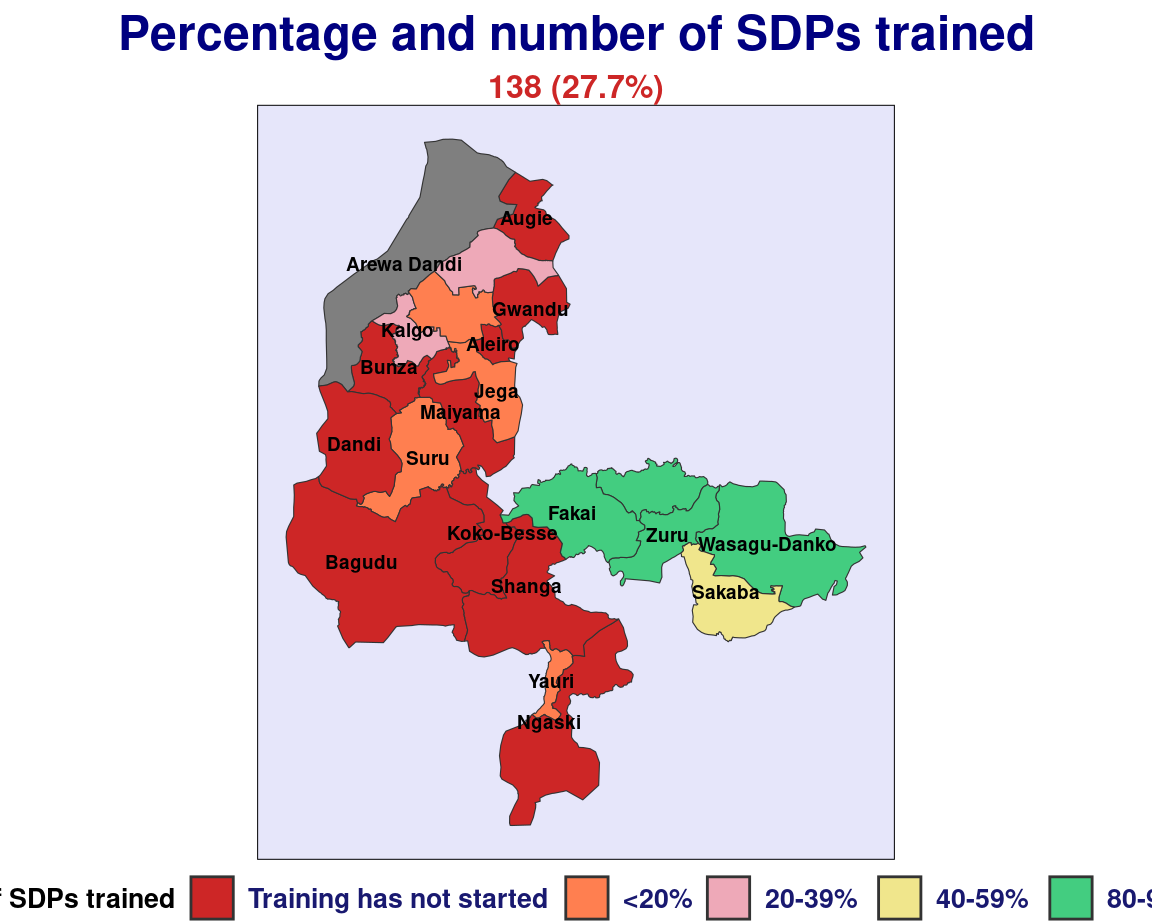 Percentage and number of SDPs trained
138 (27.7%)
Augie
Arewa Dandi
Gwandu
Kalgo
Aleiro
Bunza
Jega
Maiyama
Dandi
Suru
Fakai
Koko-Besse
Zuru
Wasagu-Danko
Bagudu
Shanga
Sakaba
Yauri
Ngaski
SDPs trained Training has not started <20% 20-39% 40-59% 80-